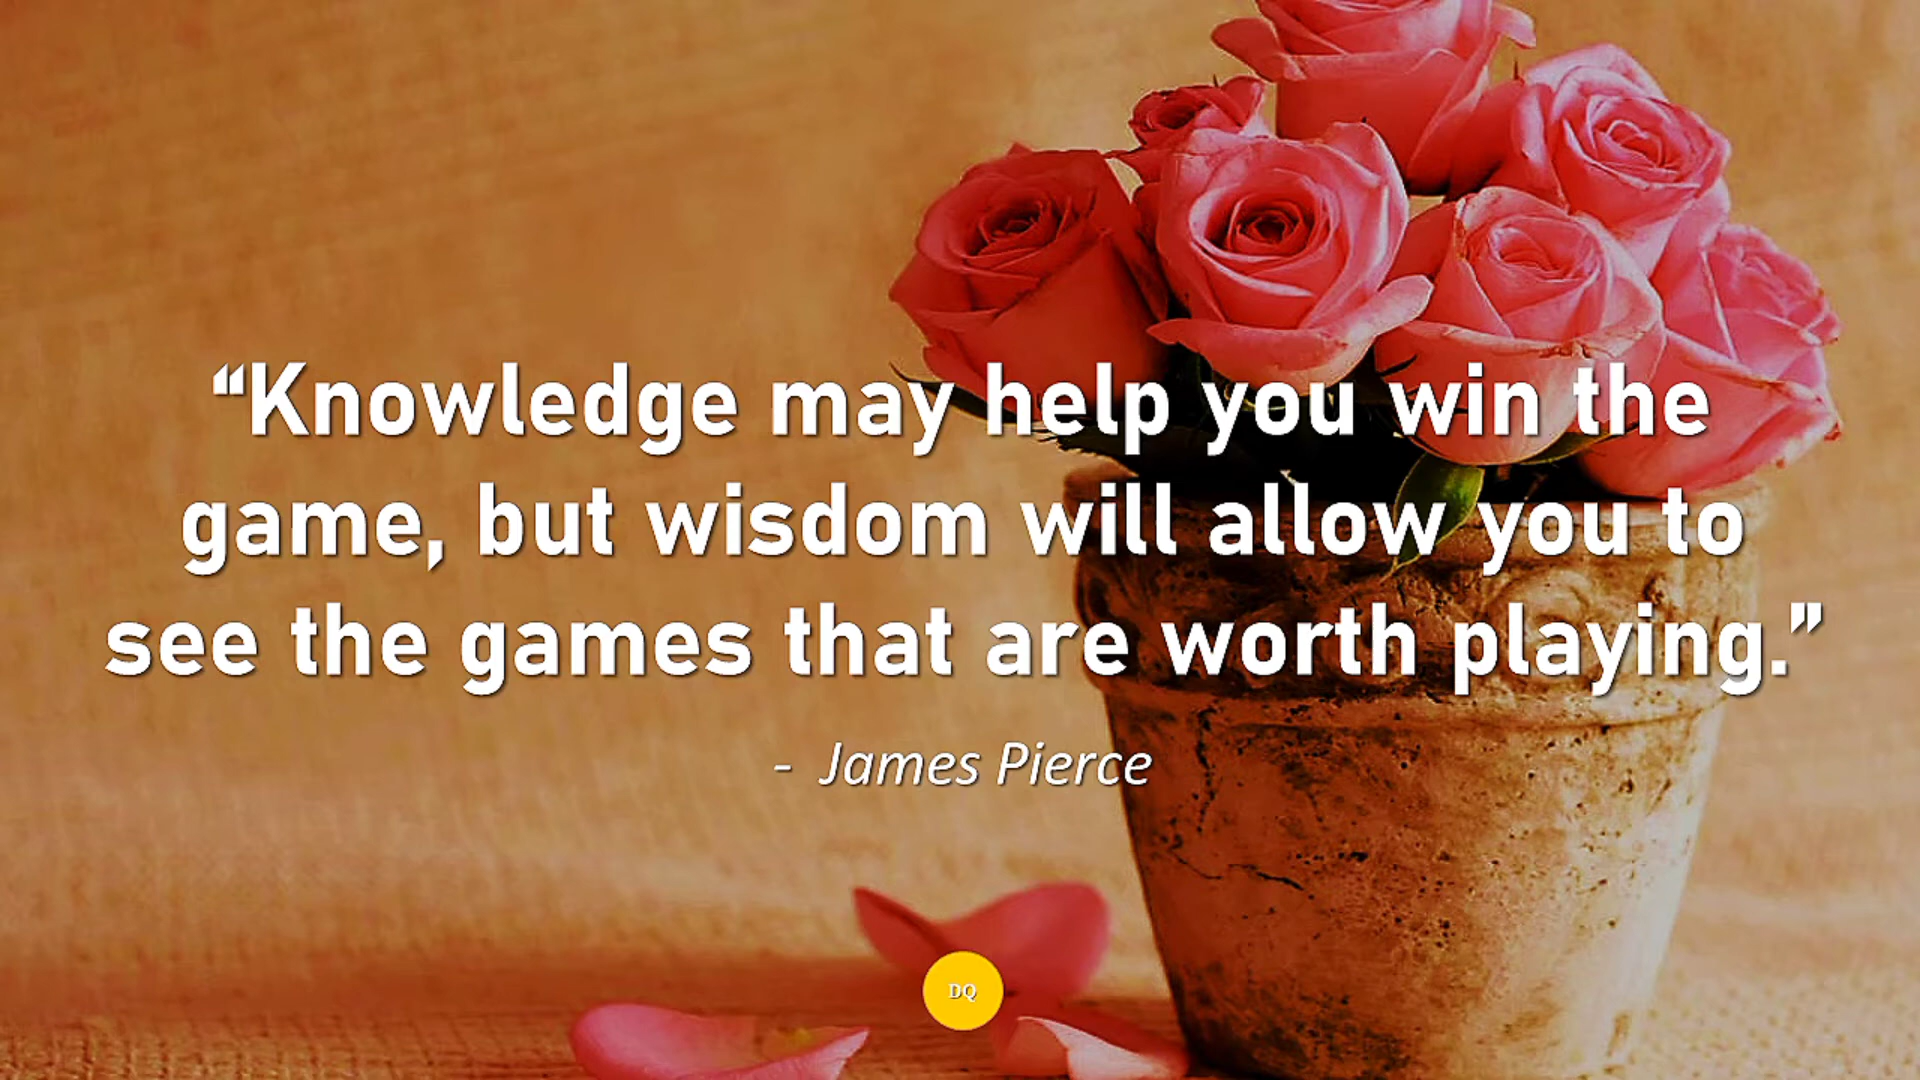 “Knowledge may help you win the
game, but wisdom will allow you to
see the games that are worth playing.”
- James Pierce
DQ